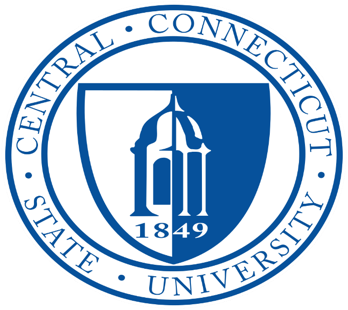 CENTRAL • CONNECTICUT • STATE • UNIVERSITY •
1849